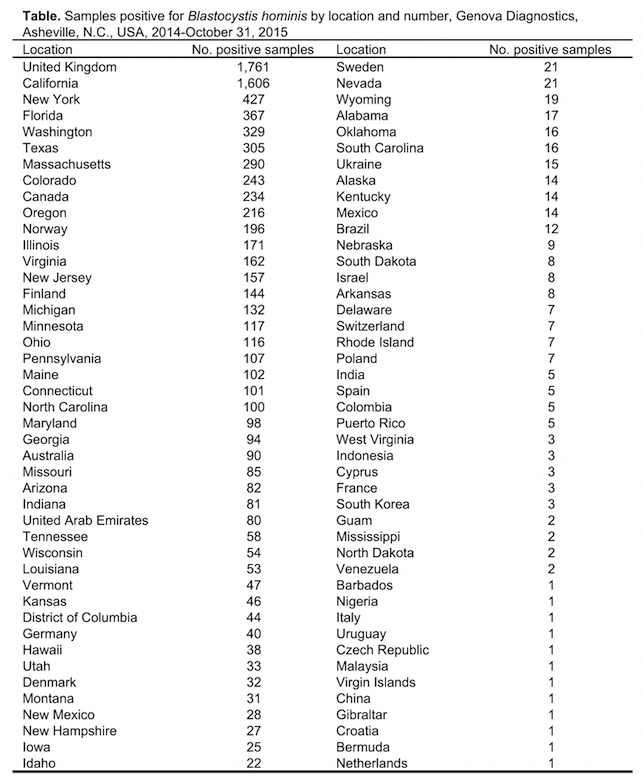 Table. Samples positive for Blastocystis hominis by location and number, Genova Diagnostics,
Asheville, N.C., USA, 2014-October 31, 2015
Location No. positive samples Location No. positive samples
United Kingdom 1,761 Sweden 21
California 1,606 Nevada 21
New York 427 Wyoming 19
Florida 367 Alabama 17
Washington 329 Oklahoma 16
Texas 305 South Carolina 16
Massachusetts 290 Ukraine 15
Colorado 243 Alaska 14
Canada 234 Kentucky 14
Oregon 216 Mexico 14
Norway 196 Brazil 12
Illinois 171 Nebraska 9
Virginia 162 South Dakota 8
New Jersey 157 Israel 8
Finland 144 Arkansas 8
Michigan 132 Delaware 7
Minnesota 117 Switzerland 7
Ohio 116 Rhode Island 7
Pennsylvania 107 Poland 7
Maine 102 India 5
Connecticut 101 Spain 5
North Carolina 100 Colombia 5
Maryland 98 Puerto Rico 5
Georgia 94 West Virginia 3
Australia 90 Indonesia 3
Missouri 85 Cyprus 3
Arizona 82 France 3
Indiana 81 South Korea 3
United Arab Emirates 80 Guam 2
Tennessee 58 Mississippi 2
Wisconsin 54 North Dakota 2
Louisiana 53 Venezuela 2
Vermont 47 Barbados 1
Kansas 46 Nigeria 1
District of Columbia 44 Italy 1
Germany 40 Uruguay 1
Hawaii 38 Czech Republic 1
Utah 33 Malaysia 1
Denmark 32 Virgin Islands 1
Montana 31 China 1
New Mexico 28 Gibraltar 1
New Hampshire 27 Croatia 1
Iowa 25 Bermuda 1
Idaho 22 Netherlands 1